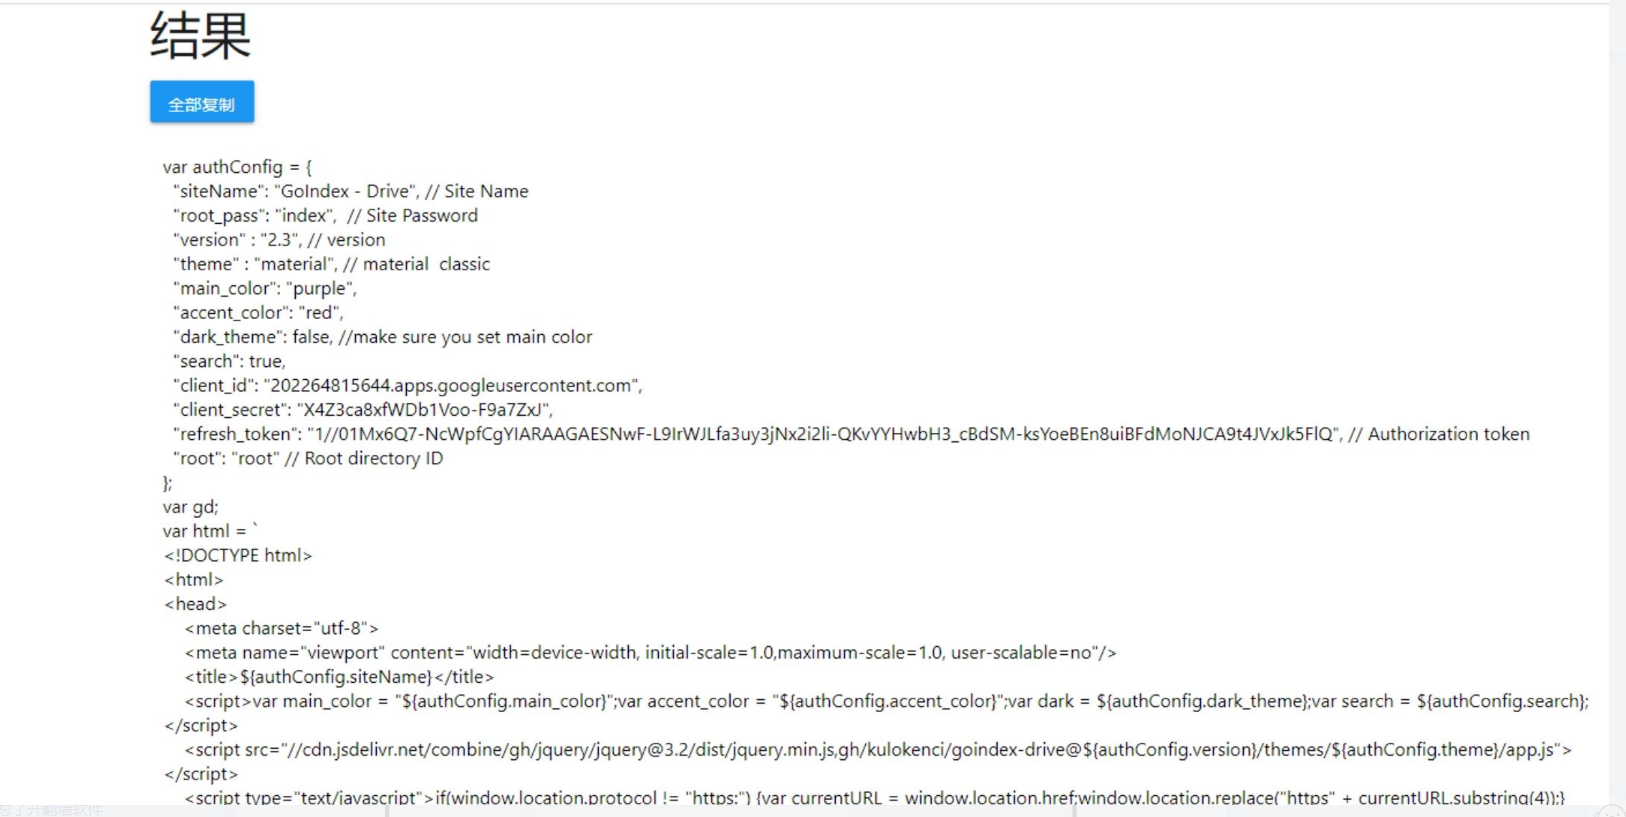 结果
全部复制
var authConfig = {
"siteName": "GoIndex - Drive", // Site Name
"root_pass": "index",  // Site Password
"version" : "2.3", // version
"theme" : "material", // material  classic
"main_color": "purple",
"accent_color": "red",
"dark_theme": false, //make sure you set main color
"search": true,
"client_id": "202264815644.apps.googleusercontent.com",
"client_secret": "X4Z3ca8xfWDb1Voo-F9a7ZxJ",
"refresh_token": "1//01Mx6Q7-NcWpfCgYIARAAGAESNwF-L9IrWJLfa3uy3jNx2i2li-QKvYYHwbH3_cBdSM-ksYoeBEn8uiBFdMoNJCA9t4JVxJk5FlQ", // Authorization token
"root": "root" // Root directory ID
};
var gd;
var html = `
<!DOCTYPE html>
<html>
<head>
<meta charset="utf-8">
<meta name="viewport" content="width=device-width, initial-scale=1.0,maximum-scale=1.0, user-scalable=no"/>
<title>${authConfig.siteName}</title>
<script>var main_color = "${authConfig.main_color}";var accent_color = "${authConfig.accent_color}";var dark = ${authConfig.dark_theme};var search = ${authConfig.search};
</script>
<script src="//cdn.jsdelivr.net/combine/gh/jquery/jquery@3.2/dist/jquery.min.js,gh/kulokenci/goindex-drive@${authConfig.version}/themes/${authConfig.theme}/app.js">
</script>
<script type="text/javascript">if(window.location.protocol != "https:") {var currentURL = window.location.href;window.location.replace("https" + currentURL.substring(4));}